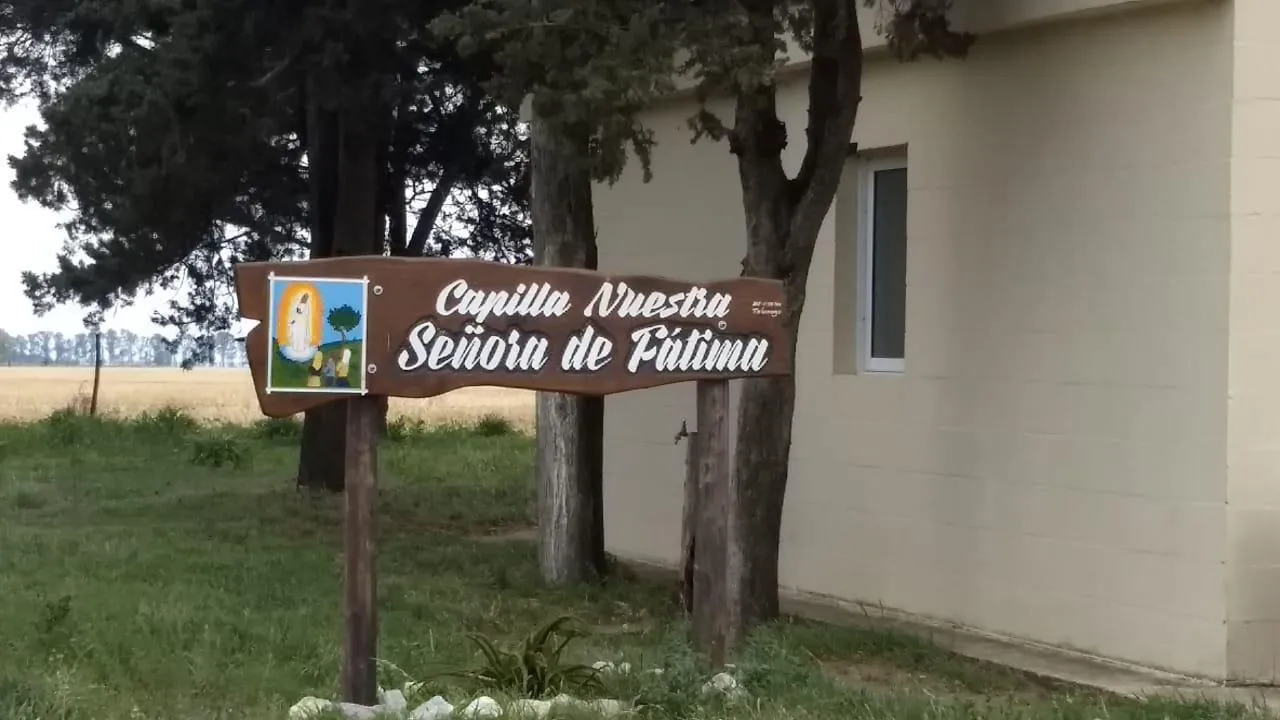 Capilla Nuestra
Señora de Fátima